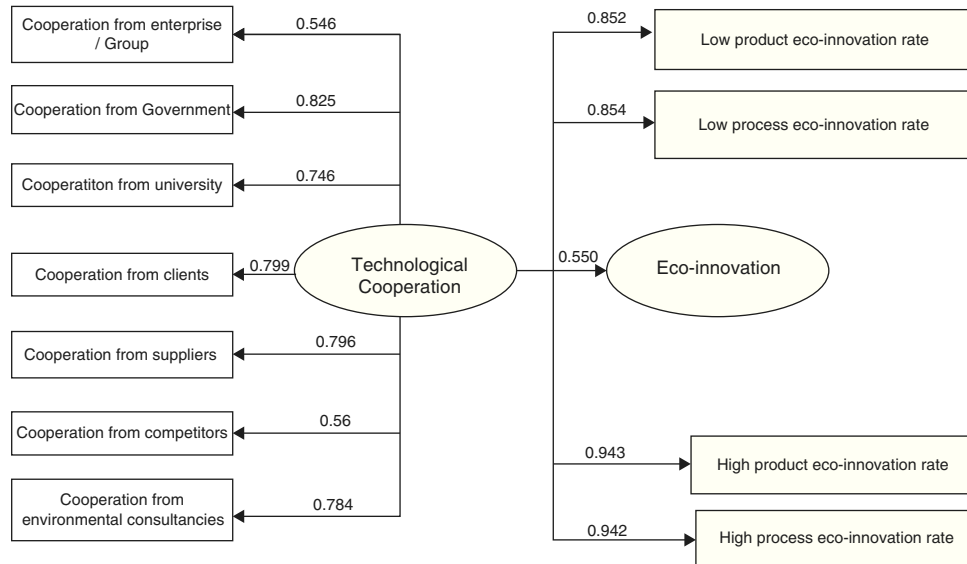 Cooperation from enterprise
/ Group
0.546
Cooperation from Government
0.825
Cooperatiton from university
0.746
Cooperation from clients
0.799
Cooperation from suppliers
0.796
Cooperation from competitors
0.56
Cooperation from
environmental consultancies
0.784
Technological
Cooperation
0.852
Low product eco-innovation rate
0.854
Low process eco-innovation rate
0.550
Eco-innovation
0.943
High product eco-innovation rate
0.942
High process eco-innovation rate